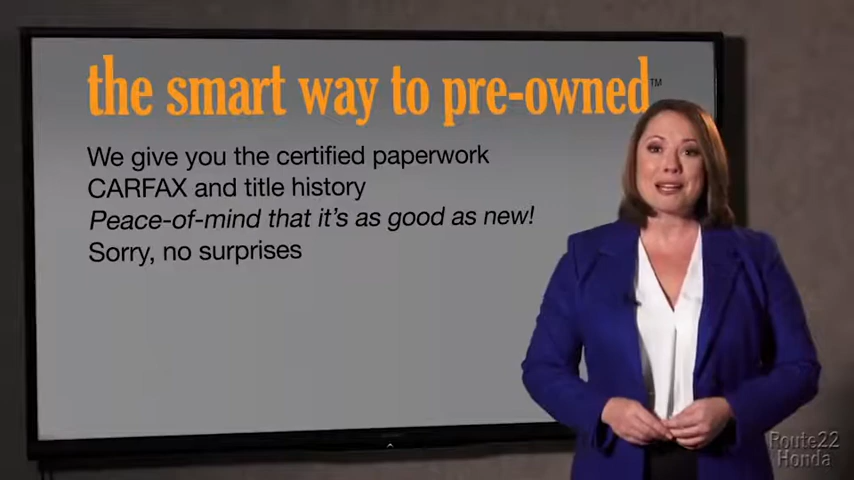 the smart way to pre-owned™
We give you the certified paperwork
CARFAX and title history
Peace-of-mind that it's as good as new!
Sorry, no surprises
Route22
Honda